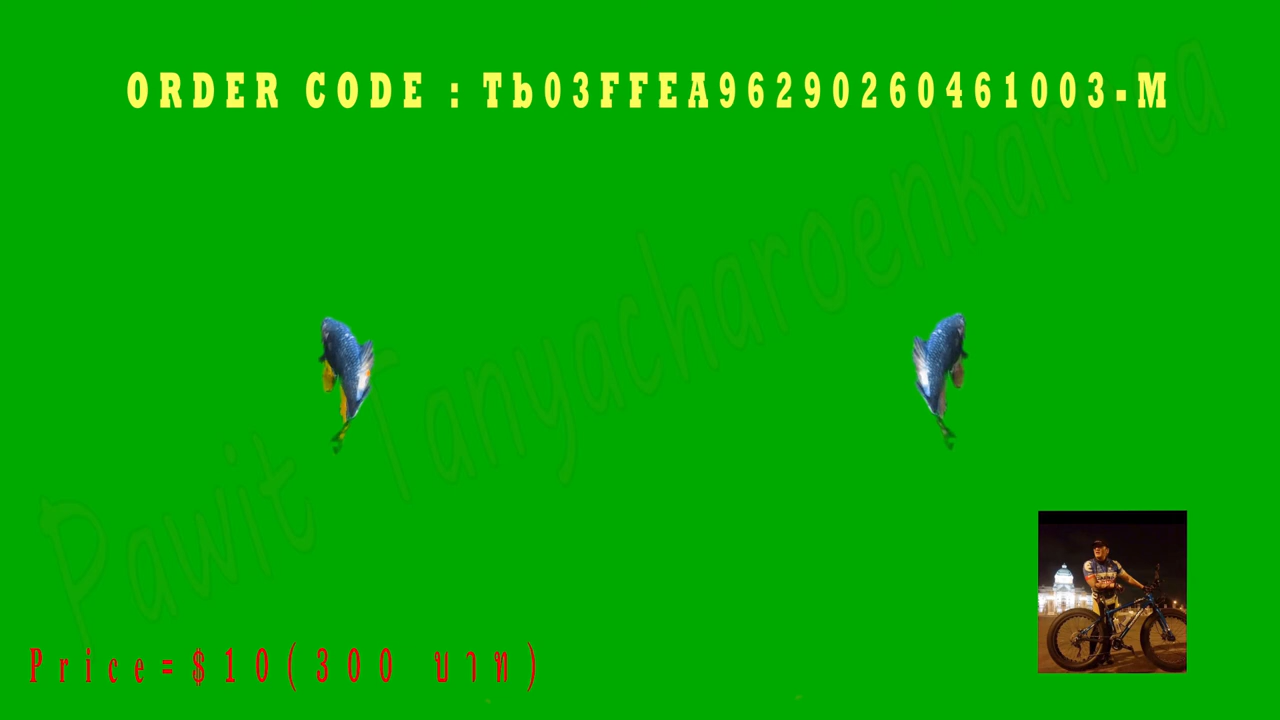 ORDER CODE : Tb03FFEA96290260461003-M
Pawit Tanyacharoenkarnca
Price=$10(300 บาท)